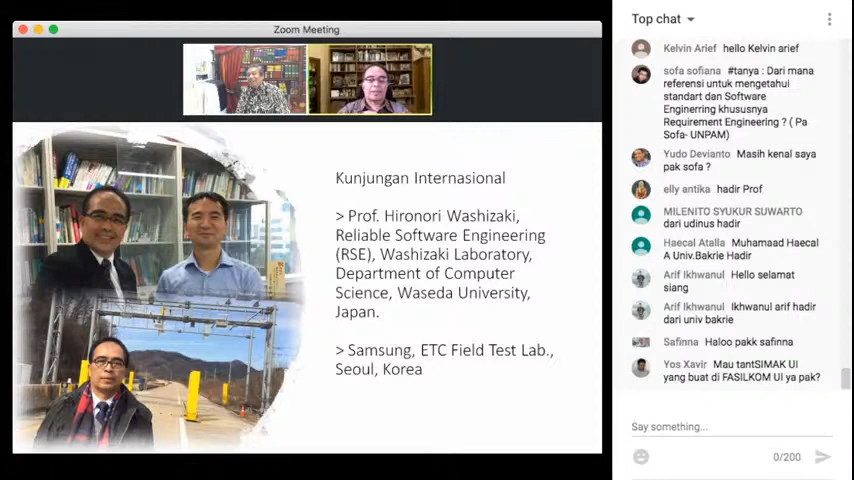 Zoom Meeting
Kunjungan Internasional
> Prof. Hironori Washizaki,
Reliable Software Engineering
(RSE), Washizaki Laboratory,
Department of Computer
Science, Waseda University,
Japan.
> Samsung, ETC Field Test Lab.,
Seoul, Korea
Top chat
Kelvin Arief hello Kelvin arief
sofa sofiana #tanya : Dari mana
referensi untuk mengetahui
standart dan Software
Enginerring khususnya
Requirement Engineering ? ( Pa
Sofa- UNPAM)
Yudo Devianto Masih kenal saya
pak sofa ?
elly antika hadir Prof
MILENITO SYUKUR SUWARTO
dari udinus hadir
Haecal Atalla Muhamaad Haecal
A Univ.Bakrie Hadir
Arif Ikhwanul Hello selamat
siang
Arif Ikhwanul Ikhwanul arif hadir
dari univ bakrie
Safinna Haloo pakk safinna
Yos Xavir Mau tantSIMAK UI
yang buat di FASILKOM UI ya pak?
Say something...
0/200